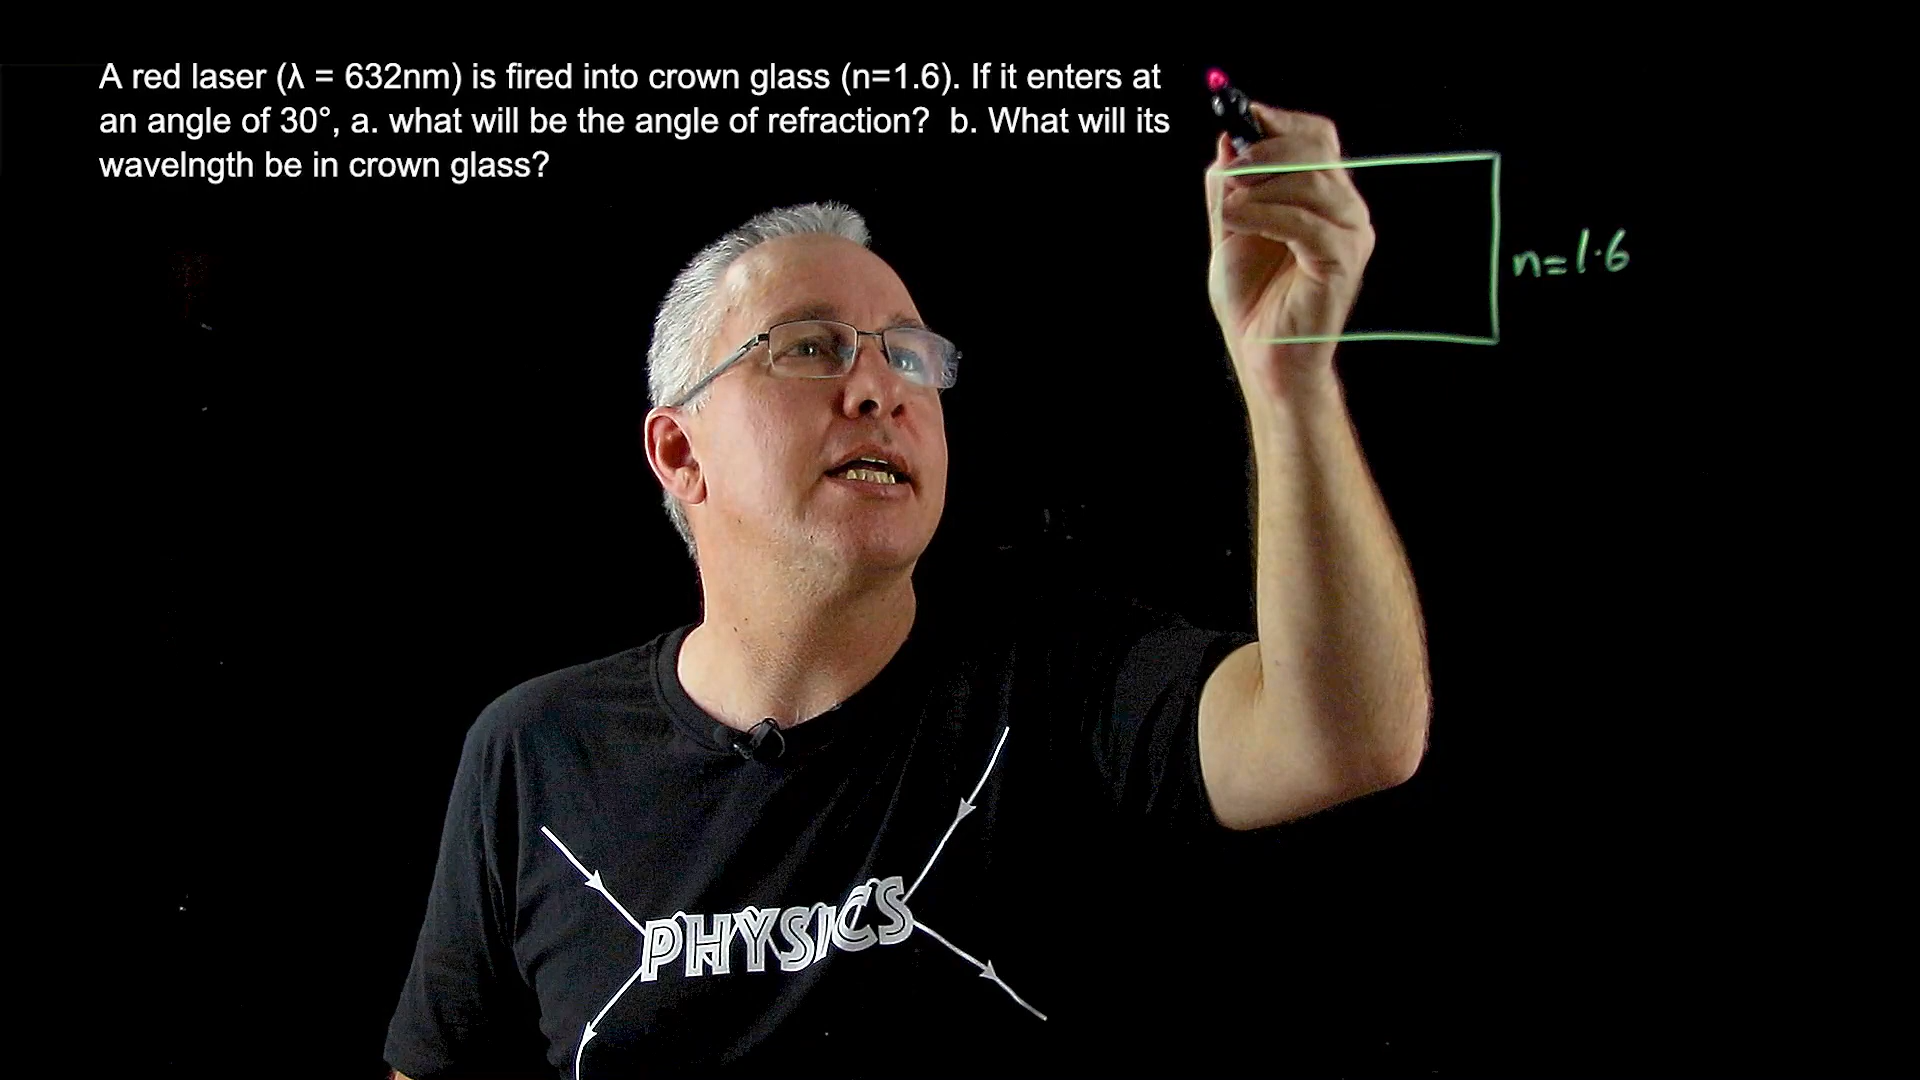 A red laser (λ = 632nm) is fired into crown glass (n=1.6). If it enters at
an angle of 30°, a. what will be the angle of refraction?  b. What will its
wavelngth be in crown glass?
n=1.6
PHYSICS